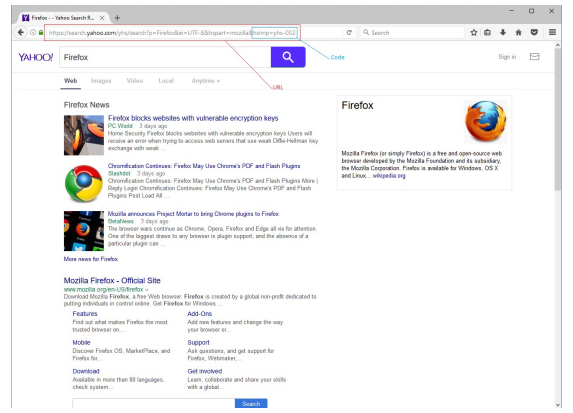 Firefox - - Yahoo Search R...
https://search.yahoo.com/yhs/search?p=Firefox&ei=UTF-8&hspart=mozilla&hsimp=yhs-002
Search
Code
YAHOO!
Firefox
Sign in
Web Images Video Local Anytime
URL
Firefox News
Firefox blocks websites with vulnerable encryption keys
PC World 3 days ago
Home Security Firefox blocks websites with vulnerable encryption keys Users will
receive an error when trying to access web servers that use weak Diffie-Hellman key
exchange with weak ...
Chromification Continues: Firefox May Use Chrome's PDF and Flash Plugins
Slashdot 3 days ago
Chromification Continues: Firefox May Use Chrome's PDF and Flash Plugins More |
Reply Login Chromification Continues: Firefox May Use Chrome's PDF and Flash
Plugins Post Load All ...
Mozilla announces Project Mortar to bring Chrome plugins to Firefox
BetaNews 3 days ago
The browser wars continue as Chrome, Opera, Firefox and Edge all vie for attention.
One of the biggest draws to any browser is plugin support, and the absence of a
particular plugin can ...
More news for Firefox
Firefox
Mozilla Firefox (or simply Firefox) is a free and open-source web
browser developed by the Mozilla Foundation and its subsidiary,
the Mozilla Corporation. Firefox is available for Windows, OS X
and Linux... wikipedia.org
Mozilla Firefox - Official Site
www.mozilla.org/en-US/firefox
Download Mozilla Firefox, a free Web browser. Firefox is created by a global non-profit dedicated to
putting individuals in control online. Get Firefox for Windows ...
Features
Find out what makes Firefox the most
trusted browser on...
Add-Ons
Add new features and change the way
your browser or...
Mobile
Discover Firefox OS, MarketPlace, and
Firefox for...
Support
Ask questions, and get support for
Firefox, Webmaker, ...
Download
Available in more than 80 languages,
check system...
Get involved
Learn, collaborate and share your skills
with a global...
Search